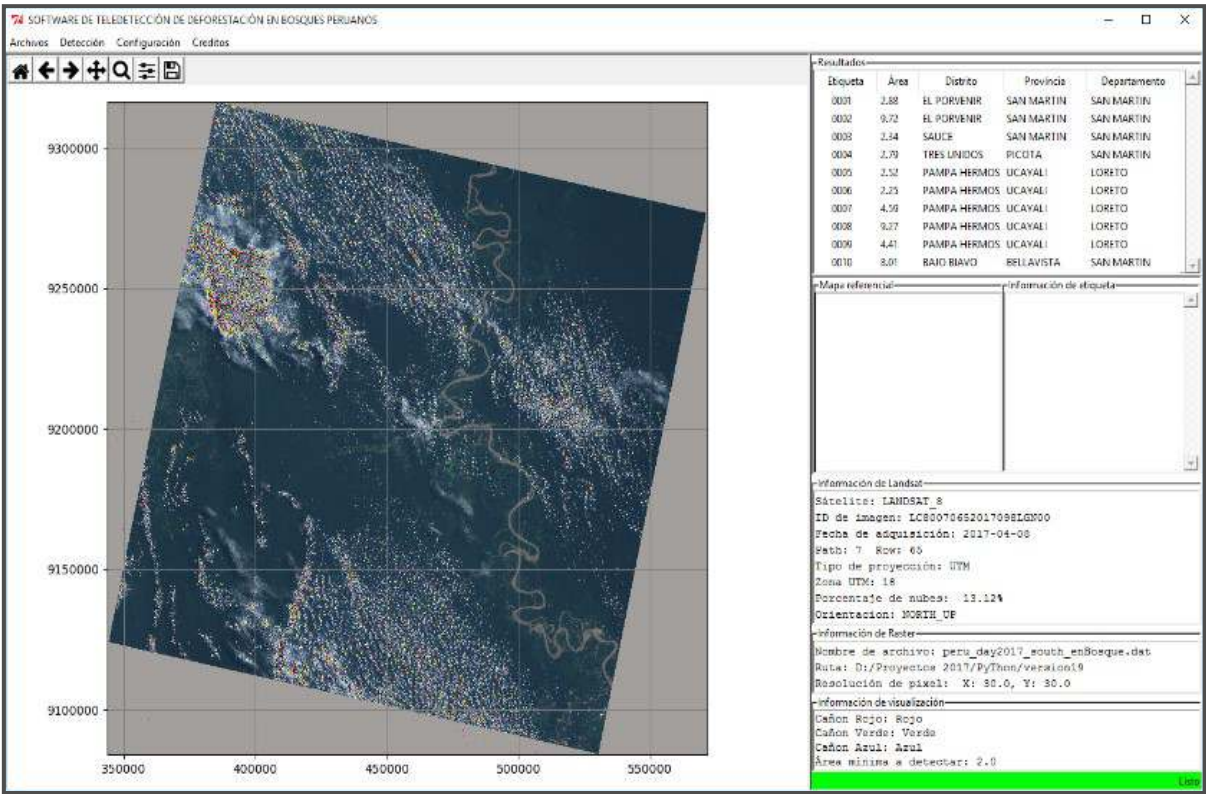 SOFTWARE DE TELEDETECCIÓN DE DEFORESTACIÓN EN BOSQUES PERUANOS
Archivos Detección Configuración Creditos
9300000
9250000
9200000
9150000
9100000
350000 400000 450000 500000 550000
Resultados
Etiqueta Área Distrito Provincia Departamento
0001 2.88 EL PORVENIR SAN MARTIN SAN MARTIN
0002 9.72 EL PORVENIR SAN MARTIN SAN MARTIN
0003 2.34 SAUCE SAN MARTIN SAN MARTIN
0004 2.79 TRES UNIDOS PICOTA SAN MARTIN
0005 2.52 PAMPA HERMOS UCAYALI LORETO
0006 2.25 PAMPA HERMOS UCAYALI LORETO
0007 4.59 PAMPA HERMOS UCAYALI LORETO
0008 9.27 PAMPA HERMOS UCAYALI LORETO
0009 4.41 PAMPA HERMOS UCAYALI LORETO
0010 8.01 BAJO BIAVO BELLAVISTA SAN MARTIN
Mapa referencial Información de etiqueta
Información de Landsat
Sátelite: LANDSAT_8
ID de imagen: LC80070652017098LGN00
Fecha de adquisición: 2017-04-08
Path: 7 Row: 65
Tipo de proyección: UTM
Zona UTM: 18
Porcentaje de nubes: 13.12%
Orientacion: NORTH_UP
Información de Raster
Nombre de archivo: peru_day2017_south_enBosque.dat
Ruta: D:/Proyectos 2017/PyThon/version19
Resolución de pixel: X: 30.0, Y: 30.0
Información de visualización
Cañon Rojo: Rojo
Cañon Verde: Verde
Cañon Azul: Azul
Área minima a detectar: 2.0
Listo